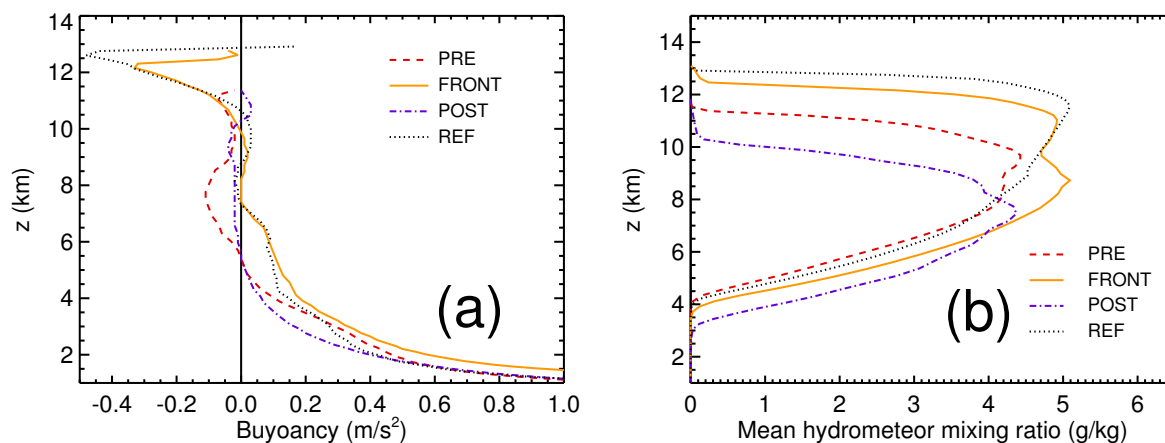 14
12
10
8
6
4
2
z (km)
-0.4 -0.2 0.0 0.2 0.4 0.6 0.8 1.0
Buyoancy (m/s²)
PRE
FRONT
POST
REF
(a)
14
12
10
8
6
4
2
z (km)
0 1 2 3 4 5 6
Mean hydrometeor mixing ratio (g/kg)
PRE
FRONT
POST
REF
(b)